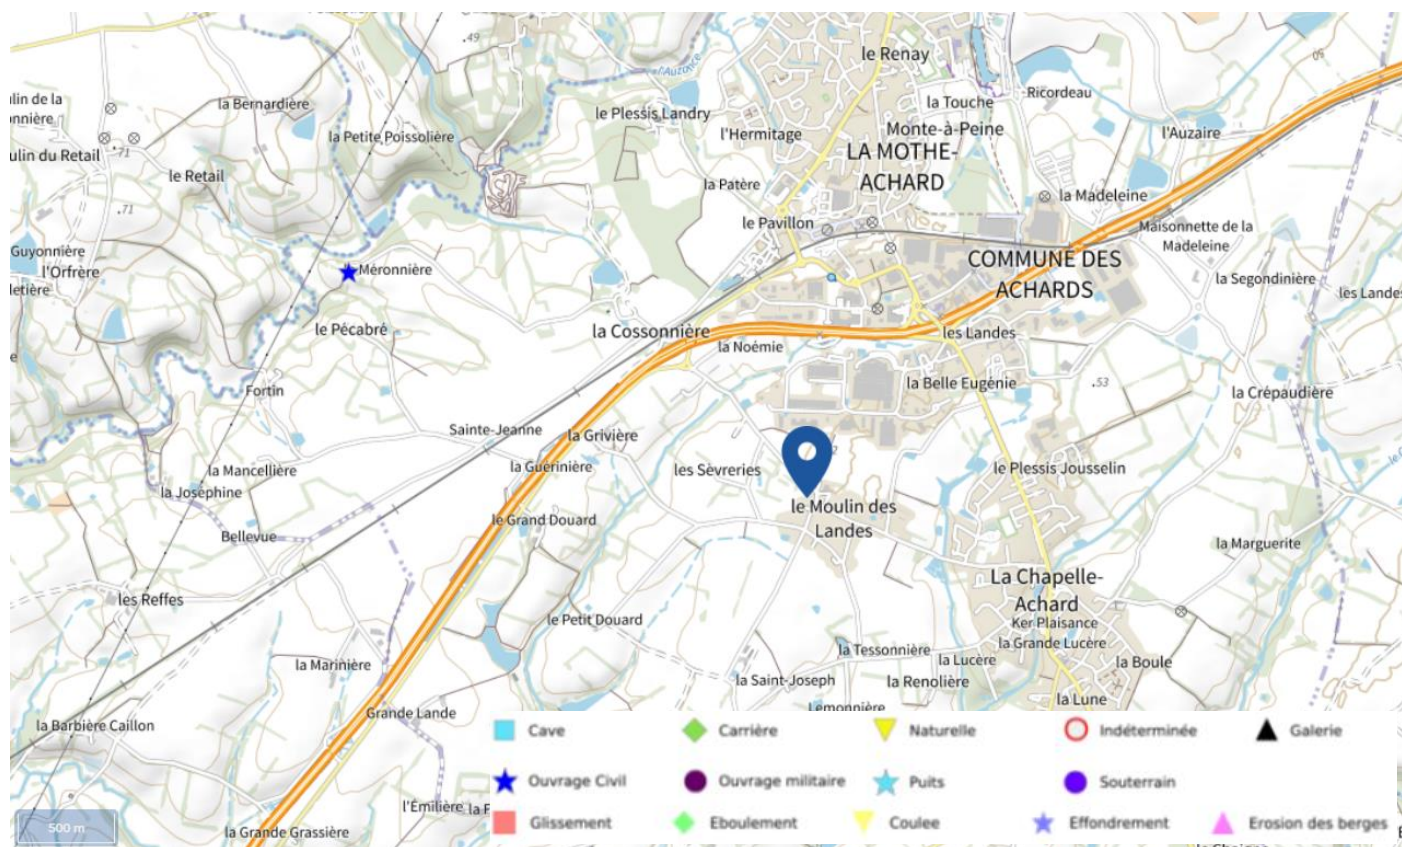 .49
le Renay
l'Auzance
lin de la
onnière
la Bernardière
le Plessis Landry
la Touche
Ricordeau
la Petite Poissolière
l'Hermitage
Monte-à-Peine
l'Auzaire
ulin du Retail
.71
LA MOTHE-
ACHARD
le Retail
la Patère
la Madeleine
.71
le Pavillon
Maisonnette de la
Madeleine
Guyonnière
l'Orfrère
letière
Méronnière
COMMUNE DES
ACHARDS
la Segondinière
les Landes
le Pécabré
la Cossonnière
les Landes
la Noémie
Fortin
la Belle Eugénie
.53
la Crépaudière
Sainte-Jeanne
la Grivière
la Mancellière
la Guérinière
les Sèvreries
le Plessis Jousselin
la Joséphine
le Grand Douard
le Moulin des
Landes
Bellevue
la Marguerite
La Chapelle-
Achard
les Reffes
le Petit Douard
Ker Plaisance
la Grande Lucère
la Tessonnière
la Marinière
la Lucère
la Boule
la Saint-Joseph
la Renolière
la Lune
Grande Lande
Lemonnière
la Barbière Caillon
Cave
Carrière
Naturelle
Indéterminée
Galerie
Ouvrage Civil
Ouvrage militaire
Puits
Souterrain
l'Émilière
Glissement
Eboulement
Coulee
Effondrement
Erosion des berges
500 m
la Grande Grassière